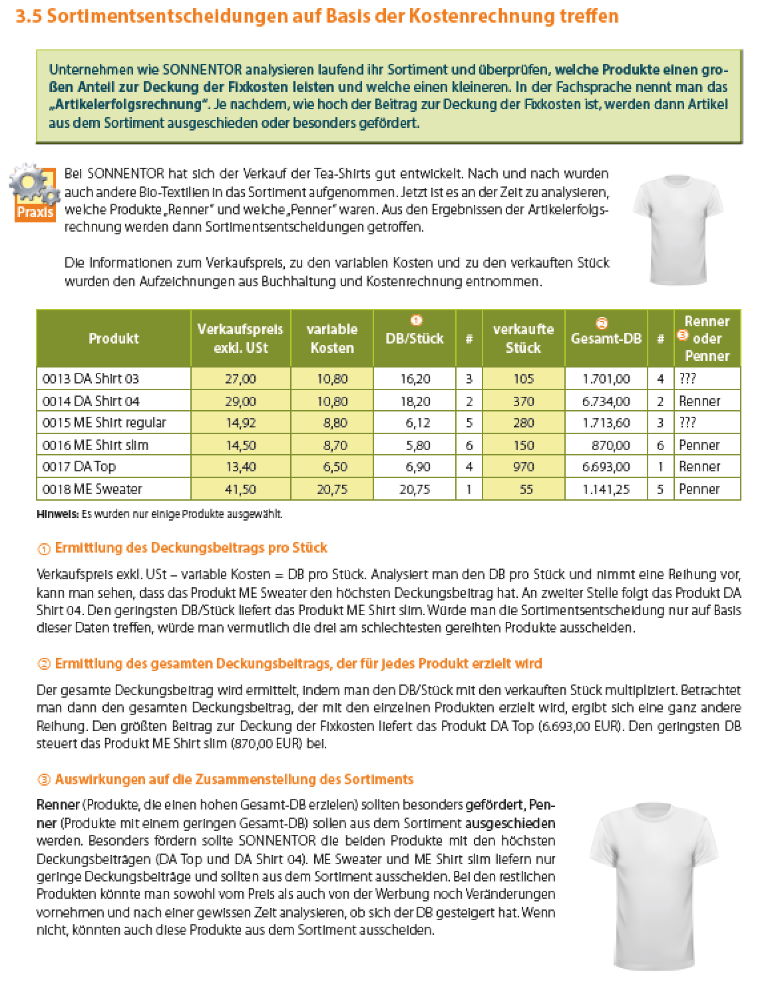 3.5 Sortimentsentscheidungen auf Basis der Kostenrechnung treffen
Unternehmen wie SONNENTOR analysieren laufend ihr Sortiment und überprüfen, welche Produkte einen gro-
ßen Anteil zur Deckung der Fixkosten leisten und welche einen kleineren. In der Fachsprache nennt man das
„Artikelerfolgsrechnung“. Je nachdem, wie hoch der Beitrag zur Deckung der Fixkosten ist, werden dann Artikel
aus dem Sortiment ausgeschieden oder besonders gefördert.
Praxis
Bei SONNENTOR hat sich der Verkauf der Tea-Shirts gut entwickelt. Nach und nach wurden
auch andere Bio-Textilien in das Sortiment aufgenommen. Jetzt ist es an der Zeit zu analysieren,
welche Produkte „Renner“ und welche „Penner“ waren. Aus den Ergebnissen der Artikelerfolgs-
rechnung werden dann Sortimentsentscheidungen getroffen.
Die Informationen zum Verkaufspreis, zu den variablen Kosten und zu den verkauften Stück
wurden den Aufzeichnungen aus Buchhaltung und Kostenrechnung entnommen.
Produkt | Verkaufspreis exkl. USt | variable Kosten | ① DB/Stück | # | verkaufte Stück | ② Gesamt-DB | # | ③ Renner oder Penner
0013 DA Shirt 03 | 27,00 | 10,80 | 16,20 | 3 | 105 | 1.701,00 | 4 | ???
0014 DA Shirt 04 | 29,00 | 10,80 | 18,20 | 2 | 370 | 6.734,00 | 2 | Renner
0015 ME Shirt regular | 14,92 | 8,80 | 6,12 | 5 | 280 | 1.713,60 | 3 | ???
0016 ME Shirt slim | 14,50 | 8,70 | 5,80 | 6 | 150 | 870,00 | 6 | Penner
0017 DA Top | 13,40 | 6,50 | 6,90 | 4 | 970 | 6.693,00 | 1 | Renner
0018 ME Sweater | 41,50 | 20,75 | 20,75 | 1 | 55 | 1.141,25 | 5 | Penner
Hinweis: Es wurden nur einige Produkte ausgewählt.
① Ermittlung des Deckungsbeitrags pro Stück
Verkaufspreis exkl. USt – variable Kosten = DB pro Stück. Analysiert man den DB pro Stück und nimmt eine Reihung vor,
kann man sehen, dass das Produkt ME Sweater den höchsten Deckungsbeitrag hat. An zweiter Stelle folgt das Produkt DA
Shirt 04. Den geringsten DB/Stück liefert das Produkt ME Shirt slim. Würde man die Sortimentsentscheidung nur auf Basis
dieser Daten treffen, würde man vermutlich die drei am schlechtesten gereihten Produkte ausscheiden.
② Ermittlung des gesamten Deckungsbeitrags, der für jedes Produkt erzielt wird
Der gesamte Deckungsbeitrag wird ermittelt, indem man den DB/Stück mit den verkauften Stück multipliziert. Betrachtet
man dann den gesamten Deckungsbeitrag, der mit den einzelnen Produkten erzielt wird, ergibt sich eine ganz andere
Reihung. Den größten Beitrag zur Deckung der Fixkosten liefert das Produkt DA Top (6.693,00 EUR). Den geringsten DB
steuert das Produkt ME Shirt slim (870,00 EUR) bei.
③ Auswirkungen auf die Zusammenstellung des Sortiments
Renner (Produkte, die einen hohen Gesamt-DB erzielen) sollten besonders gefördert, Pen-
ner (Produkte mit einem geringen Gesamt-DB) sollen aus dem Sortiment ausgeschieden
werden. Besonders fördern sollte SONNENTOR die beiden Produkte mit den höchsten
Deckungsbeiträgen (DA Top und DA Shirt 04). ME Sweater und ME Shirt slim liefern nur
geringe Deckungsbeiträge und sollten aus dem Sortiment ausscheiden. Bei den restlichen
Produkten könnte man sowohl vom Preis als auch von der Werbung noch Veränderungen
vornehmen und nach einer gewissen Zeit analysieren, ob sich der DB gesteigert hat. Wenn
nicht, könnten auch diese Produkte aus dem Sortiment ausscheiden.